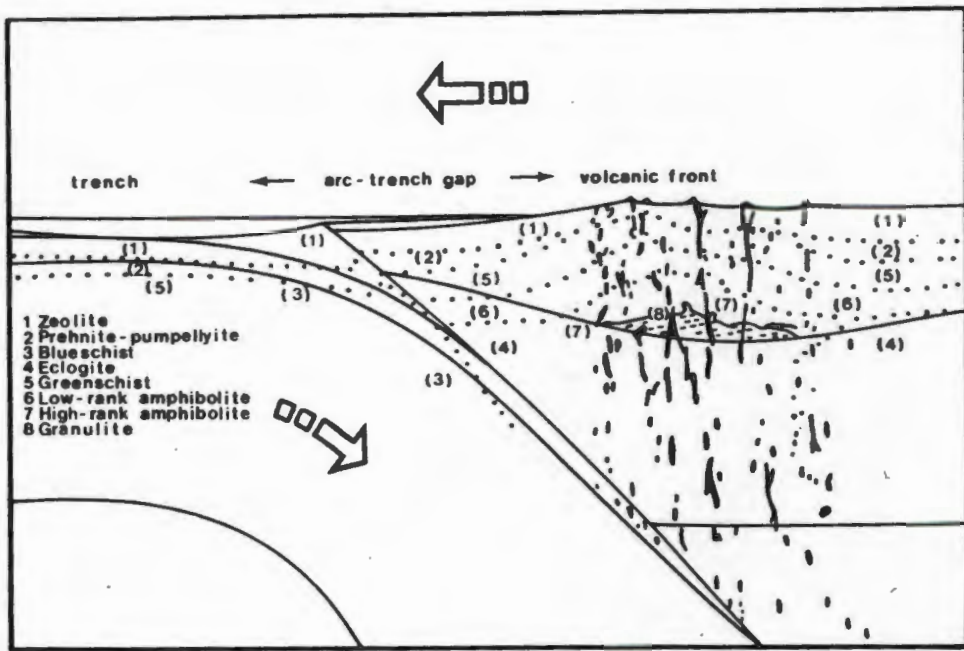 trench ← arc-trench gap → volcanic front
(1) (1)
(1) (1) (2)
(2) (2)
(5) (3) (5) (5)
(6) (6)
(8) (7)
(7)
(4) (4)
(3)
1 Zeolite
2 Prehnite-pumpellyite
3 Blueschist
4 Eclogite
5 Greenschist
6 Low-rank amphibolite
7 High-rank amphibolite
8 Granulite